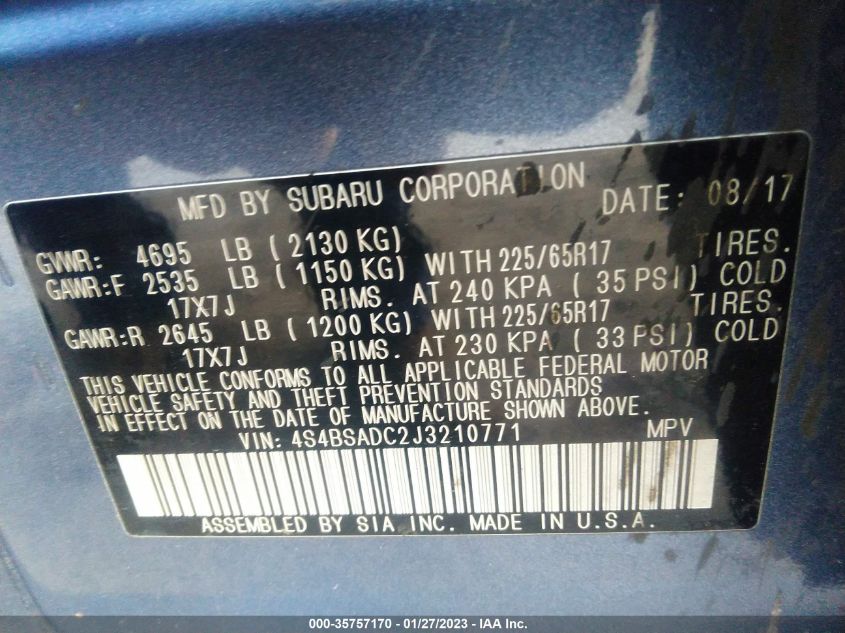 MFD BY SUBARU CORPORATION DATE: 08/17
GVWR: 4695 LB (2130 KG)
GAWR:F 2535 LB (1150 KG) WITH 225/65R17 TIRES.
17X7J RIMS. AT 240 KPA (35 PSI) COLD
GAWR:R 2645 LB (1200 KG) WITH 225/65R17 TIRES.
17X7J RIMS. AT 230 KPA (33 PSI) COLD
THIS VEHICLE CONFORMS TO ALL APPLICABLE FEDERAL MOTOR
VEHICLE SAFETY AND THEFT PREVENTION STANDARDS
IN EFFECT ON THE DATE OF MANUFACTURE SHOWN ABOVE.
VIN: 4S4BSADC2J3210771 MPV
ASSEMBLED BY SIA INC. MADE IN U.S.A.
000-35757170 - 01/27/2023 - IAA Inc.